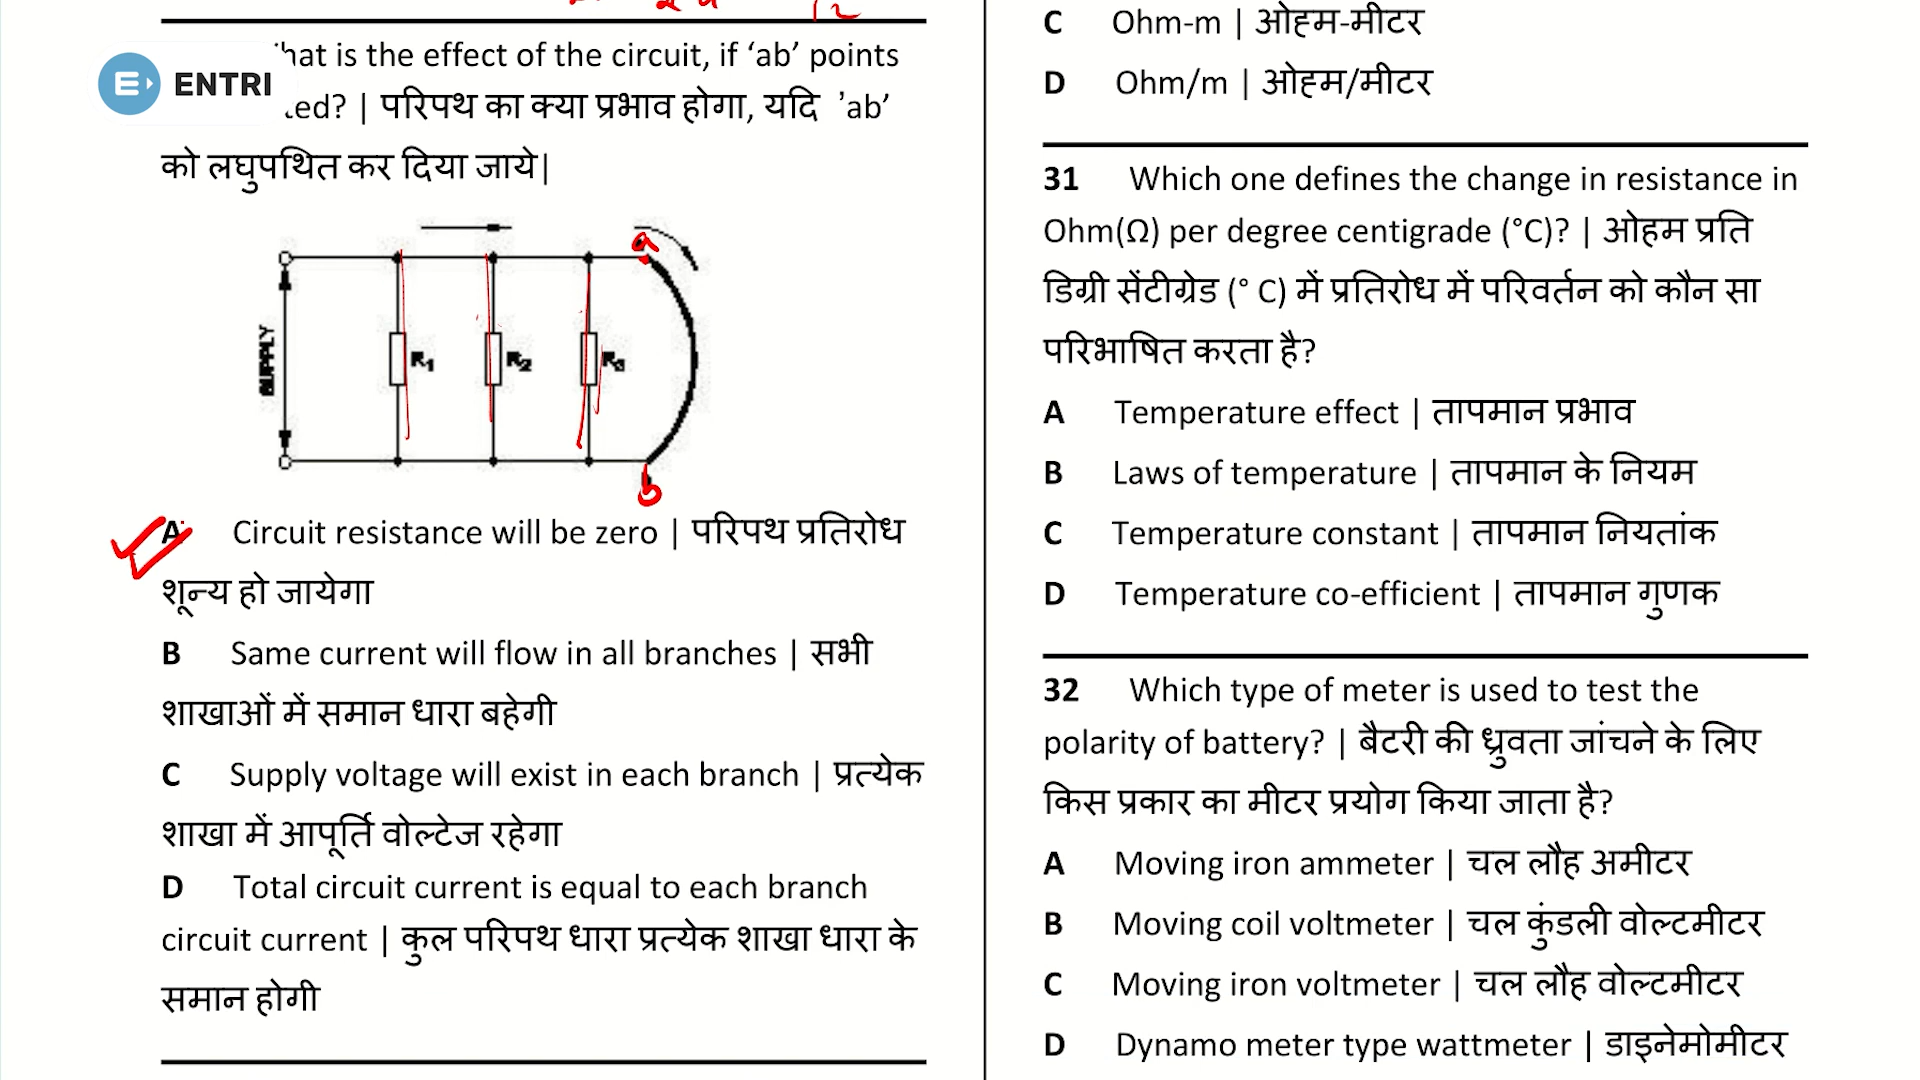 ENTRI
hat is the effect of the circuit, if ‘ab’ points
ted? | परिपथ का क्या प्रभाव होगा, यदि ’ab’
को लघुपथित कर दिया जाये|
a
SUPPLY
R1
R2
R3
b
A Circuit resistance will be zero | परिपथ प्रतिरोध
शून्य हो जायेगा
B Same current will flow in all branches | सभी
शाखाओं में समान धारा बहेगी
C Supply voltage will exist in each branch | प्रत्येक
शाखा में आपूर्ति वोल्टेज रहेगा
D Total circuit current is equal to each branch
circuit current | कुल परिपथ धारा प्रत्येक शाखा धारा के
समान होगी
C Ohm-m | ओह्म-मीटर
D Ohm/m | ओह्म/मीटर
31 Which one defines the change in resistance in
Ohm(Ω) per degree centigrade (°C)? | ओहम प्रति
डिग्री सेंटीग्रेड (° C) में प्रतिरोध में परिवर्तन को कौन सा
परिभाषित करता है?
A Temperature effect | तापमान प्रभाव
B Laws of temperature | तापमान के नियम
C Temperature constant | तापमान नियतांक
D Temperature co-efficient | तापमान गुणक
32 Which type of meter is used to test the
polarity of battery? | बैटरी की ध्रुवता जांचने के लिए
किस प्रकार का मीटर प्रयोग किया जाता है?
A Moving iron ammeter | चल लौह अमीटर
B Moving coil voltmeter | चल कुंडली वोल्टमीटर
C Moving iron voltmeter | चल लौह वोल्टमीटर
D Dynamo meter type wattmeter | डाइनेमोमीटर